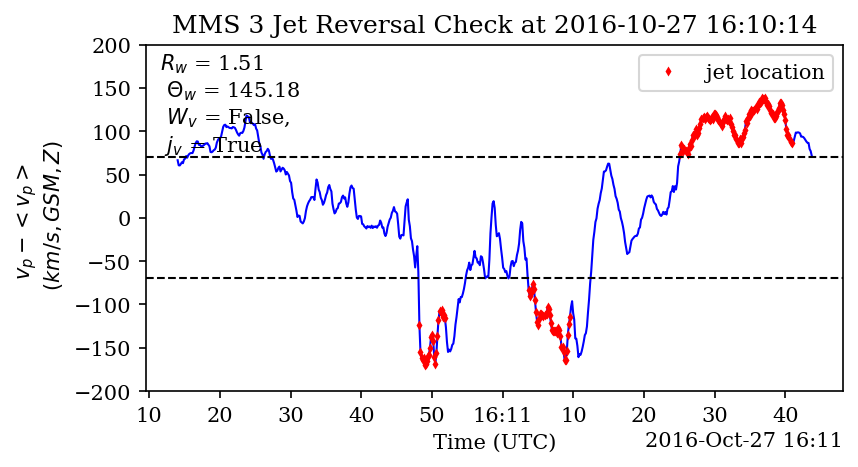 MMS 3 Jet Reversal Check at 2016-10-27 16:10:14
200
150
100
50
0
−50
−100
−150
−200
v_p − < v_p >
(km/s, GSM, Z)
R_w = 1.51
Θ_w = 145.18
W_v = False,
j_v = True
jet location
10 20 30 40 50 16:11 10 20 30 40
Time (UTC)
2016-Oct-27 16:11